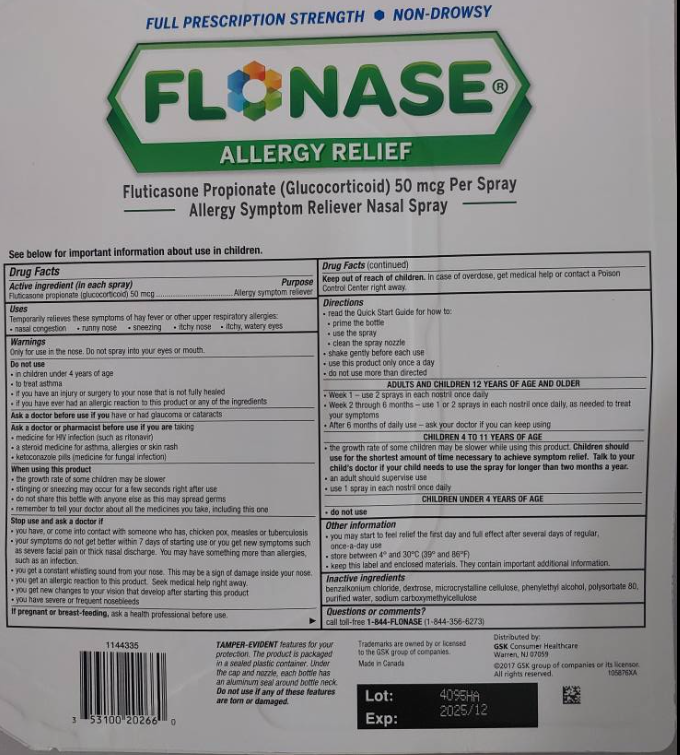 FULL PRESCRIPTION STRENGTH • NON-DROWSY
FLONASE®
ALLERGY RELIEF
Fluticasone Propionate (Glucocorticoid) 50 mcg Per Spray
Allergy Symptom Reliever Nasal Spray
See below for important information about use in children.
Drug Facts
Active ingredient (in each spray) Purpose
Fluticasone propionate (glucocorticoid) 50 mcg ........................ Allergy symptom reliever
Uses
Temporarily relieves these symptoms of hay fever or other upper respiratory allergies:
• nasal congestion • runny nose • sneezing • itchy nose • itchy, watery eyes
Warnings
Only for use in the nose. Do not spray into your eyes or mouth.
Do not use
• in children under 4 years of age
• to treat asthma
• if you have an injury or surgery to your nose that is not fully healed
• if you have ever had an allergic reaction to this product or any of the ingredients
Ask a doctor before use if you have or had glaucoma or cataracts
Ask a doctor or pharmacist before use if you are taking
• medicine for HIV infection (such as ritonavir)
• a steroid medicine for asthma, allergies or skin rash
• ketoconazole pills (medicine for fungal infection)
When using this product
• the growth rate of some children may be slower
• stinging or sneezing may occur for a few seconds right after use
• do not share this bottle with anyone else as this may spread germs
• remember to tell your doctor about all the medicines you take, including this one
Stop use and ask a doctor if
• you have, or come into contact with someone who has, chicken pox, measles or tuberculosis
• your symptoms do not get better within 7 days of starting use or you get new symptoms such
as severe facial pain or thick nasal discharge. You may have something more than allergies,
such as an infection.
• you get a constant whistling sound from your nose. This may be a sign of damage inside your nose.
• you get an allergic reaction to this product. Seek medical help right away.
• you get new changes to your vision that develop after starting this product
• you have severe or frequent nosebleeds
If pregnant or breast-feeding, ask a health professional before use.
Drug Facts (continued)
Keep out of reach of children. In case of overdose, get medical help or contact a Poison
Control Center right away.
Directions
• read the Quick Start Guide for how to:
• prime the bottle
• use the spray
• clean the spray nozzle
• shake gently before each use
• use this product only once a day
• do not use more than directed
ADULTS AND CHILDREN 12 YEARS OF AGE AND OLDER
• Week 1 – use 2 sprays in each nostril once daily
• Week 2 through 6 months – use 1 or 2 sprays in each nostril once daily, as needed to treat
your symptoms
• After 6 months of daily use – ask your doctor if you can keep using
CHILDREN 4 TO 11 YEARS OF AGE
• the growth rate of some children may be slower while using this product. Children should
use for the shortest amount of time necessary to achieve symptom relief. Talk to your
child's doctor if your child needs to use the spray for longer than two months a year.
• an adult should supervise use
• use 1 spray in each nostril once daily
CHILDREN UNDER 4 YEARS OF AGE
• do not use
Other information
• you may start to feel relief the first day and full effect after several days of regular,
once-a-day use
• store between 4° and 30°C (39° and 86°F)
• keep this label and enclosed materials. They contain important additional information.
Inactive ingredients
benzalkonium chloride, dextrose, microcrystalline cellulose, phenylethyl alcohol, polysorbate 80,
purified water, sodium carboxymethylcellulose
Questions or comments?
call toll-free 1-844-FLONASE (1-844-356-6273)
1144335
3 53100 20266 0
TAMPER-EVIDENT features for your
protection. The product is packaged
in a sealed plastic container. Under
the cap and nozzle, each bottle has
an aluminum seal around bottle neck.
Do not use if any of these features
are torn or damaged.
Trademarks are owned by or licensed
to the GSK group of companies.
Made in Canada
Distributed by:
GSK Consumer Healthcare
Warren, NJ 07059
©2017 GSK group of companies or its licensor.
All rights reserved. 105876XA
Lot: 4095HA
Exp: 2025/12